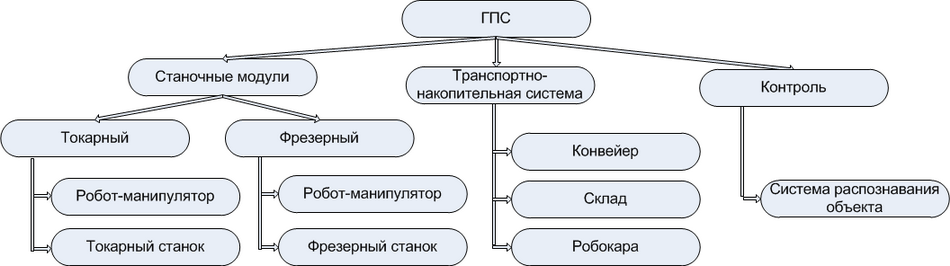 ГПС
Станочные модули
Транспортно-
накопительная система
Контроль
Токарный
Фрезерный
Робот-манипулятор
Токарный станок
Робот-манипулятор
Фрезерный станок
Конвейер
Склад
Робокара
Система распознавания
объекта